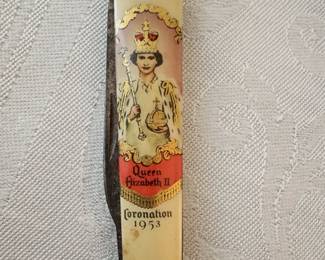 Queen
Elizabeth II
Coronation
1953